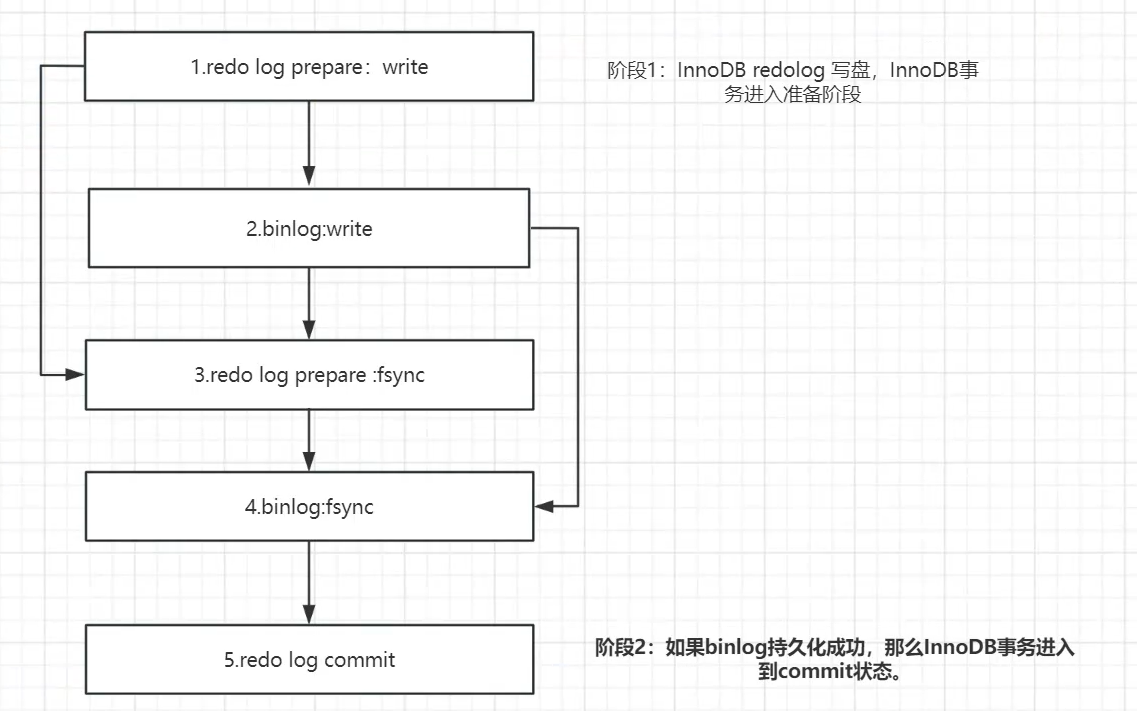 1.redo log prepare：write
阶段1：InnoDB redolog 写盘，InnoDB事
务进入准备阶段
2.binlog:write
3.redo log prepare :fsync
4.binlog:fsync
5.redo log commit
阶段2：如果binlog持久化成功，那么InnoDB事务进入
到commit状态。